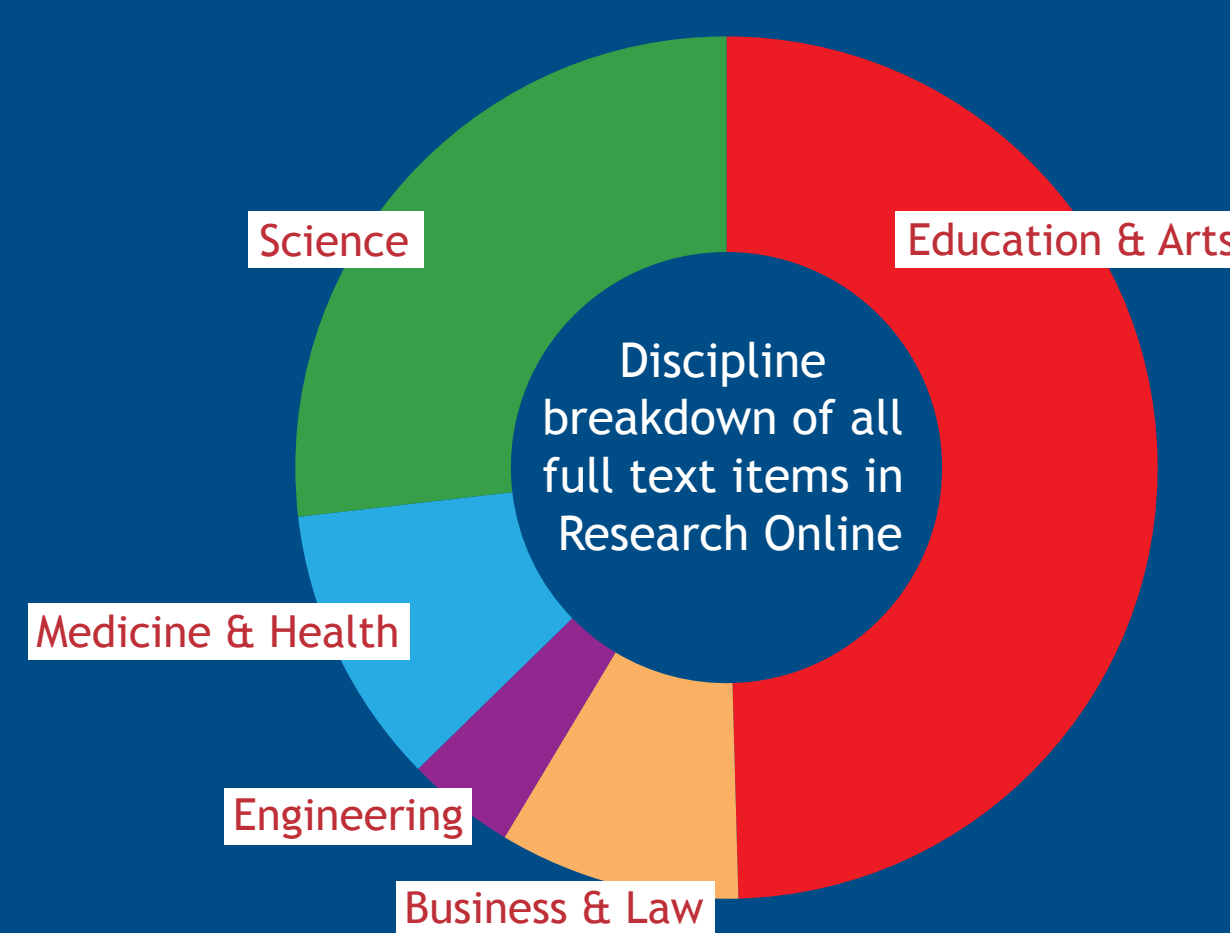 Science
Education & Arts
Discipline
breakdown of all
full text items in
Research Online
Medicine & Health
Engineering
Business & Law